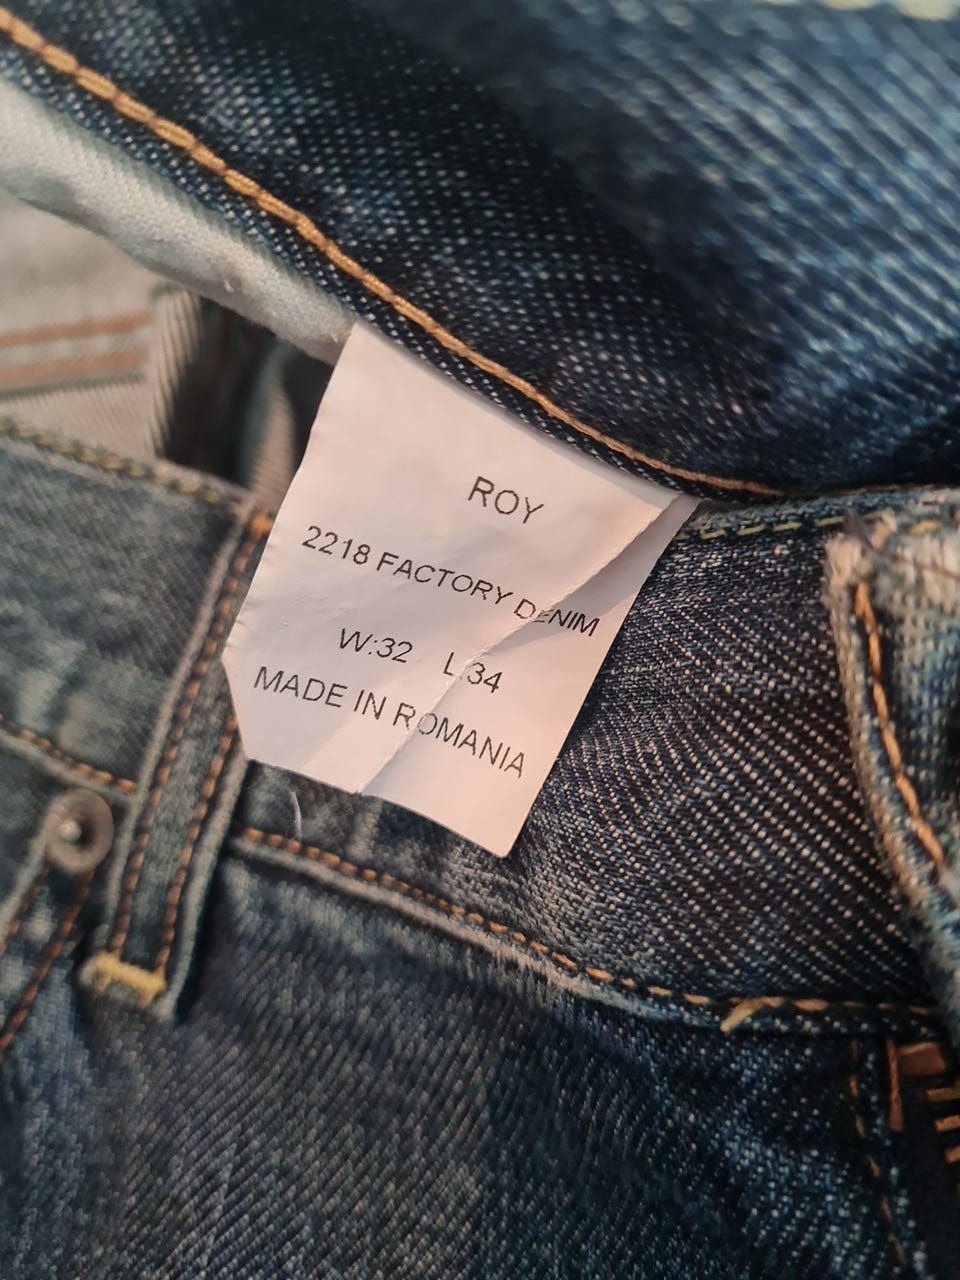 ROY
2218 FACTORY DENIM
W:32 L:34
MADE IN ROMANIA